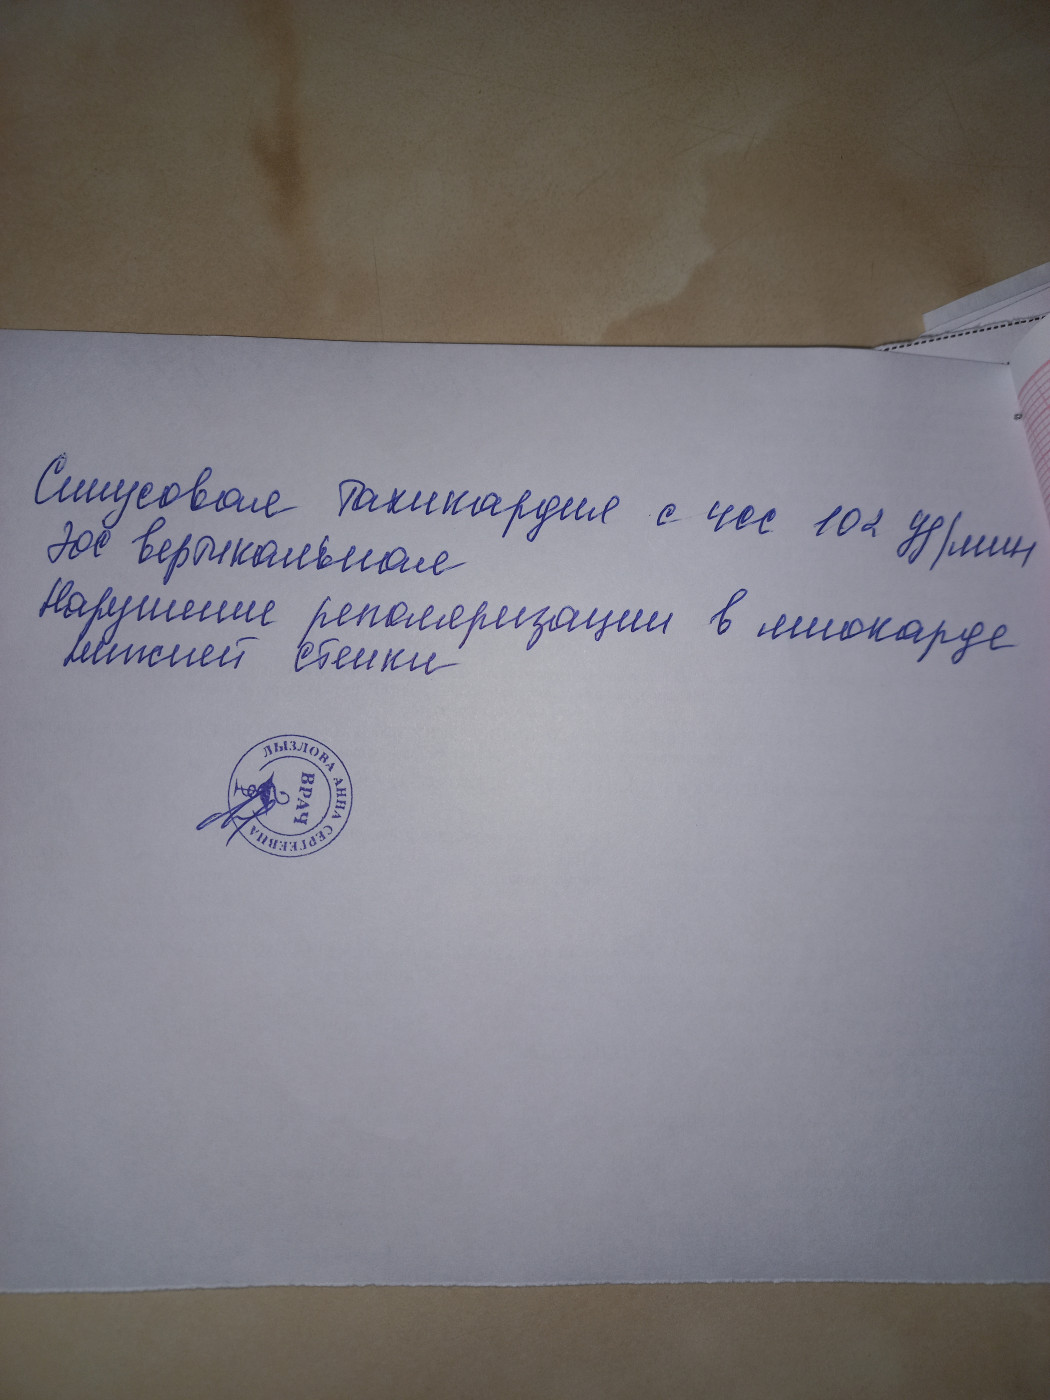 Синусовая тахикардия с чсс 102 уд/мин
Эос вертикальная
Нарушение реполяризации в миокарде
нижней стенки
ЛЫЗЛОВА АННА СЕРГЕЕВНА
ВРАЧ